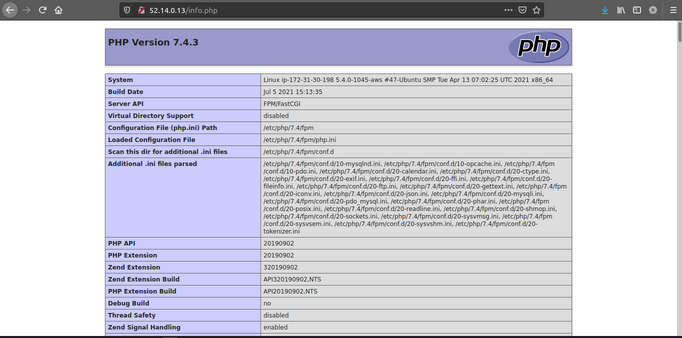 52.14.0.13/info.php
PHP Version 7.4.3
php
System Linux ip-172-31-30-198 5.4.0-1045-aws #47-Ubuntu SMP Tue Apr 13 07:02:25 UTC 2021 x86_64
Build Date Jul 5 2021 15:13:35
Server API FPM/FastCGI
Virtual Directory Support disabled
Configuration File (php.ini) Path /etc/php/7.4/fpm
Loaded Configuration File /etc/php/7.4/fpm/php.ini
Scan this dir for additional .ini files /etc/php/7.4/fpm/conf.d
Additional .ini files parsed /etc/php/7.4/fpm/conf.d/10-mysqlnd.ini, /etc/php/7.4/fpm/conf.d/10-opcache.ini, /etc/php/7.4/fpm
/conf.d/10-pdo.ini, /etc/php/7.4/fpm/conf.d/20-calendar.ini, /etc/php/7.4/fpm/conf.d/20-ctype.ini,
/etc/php/7.4/fpm/conf.d/20-exif.ini, /etc/php/7.4/fpm/conf.d/20-ffi.ini, /etc/php/7.4/fpm/conf.d/20-
fileinfo.ini, /etc/php/7.4/fpm/conf.d/20-ftp.ini, /etc/php/7.4/fpm/conf.d/20-gettext.ini, /etc/php/7.4/fpm
/conf.d/20-iconv.ini, /etc/php/7.4/fpm/conf.d/20-json.ini, /etc/php/7.4/fpm/conf.d/20-mysqli.ini,
/etc/php/7.4/fpm/conf.d/20-pdo_mysql.ini, /etc/php/7.4/fpm/conf.d/20-phar.ini, /etc/php/7.4/fpm
/conf.d/20-posix.ini, /etc/php/7.4/fpm/conf.d/20-readline.ini, /etc/php/7.4/fpm/conf.d/20-shmop.ini,
/etc/php/7.4/fpm/conf.d/20-sockets.ini, /etc/php/7.4/fpm/conf.d/20-sysvmsg.ini, /etc/php/7.4/fpm
/conf.d/20-sysvsem.ini, /etc/php/7.4/fpm/conf.d/20-sysvshm.ini, /etc/php/7.4/fpm/conf.d/20-
tokenizer.ini
PHP API 20190902
PHP Extension 20190902
Zend Extension 320190902
Zend Extension Build API320190902,NTS
PHP Extension Build API20190902,NTS
Debug Build no
Thread Safety disabled
Zend Signal Handling enabled